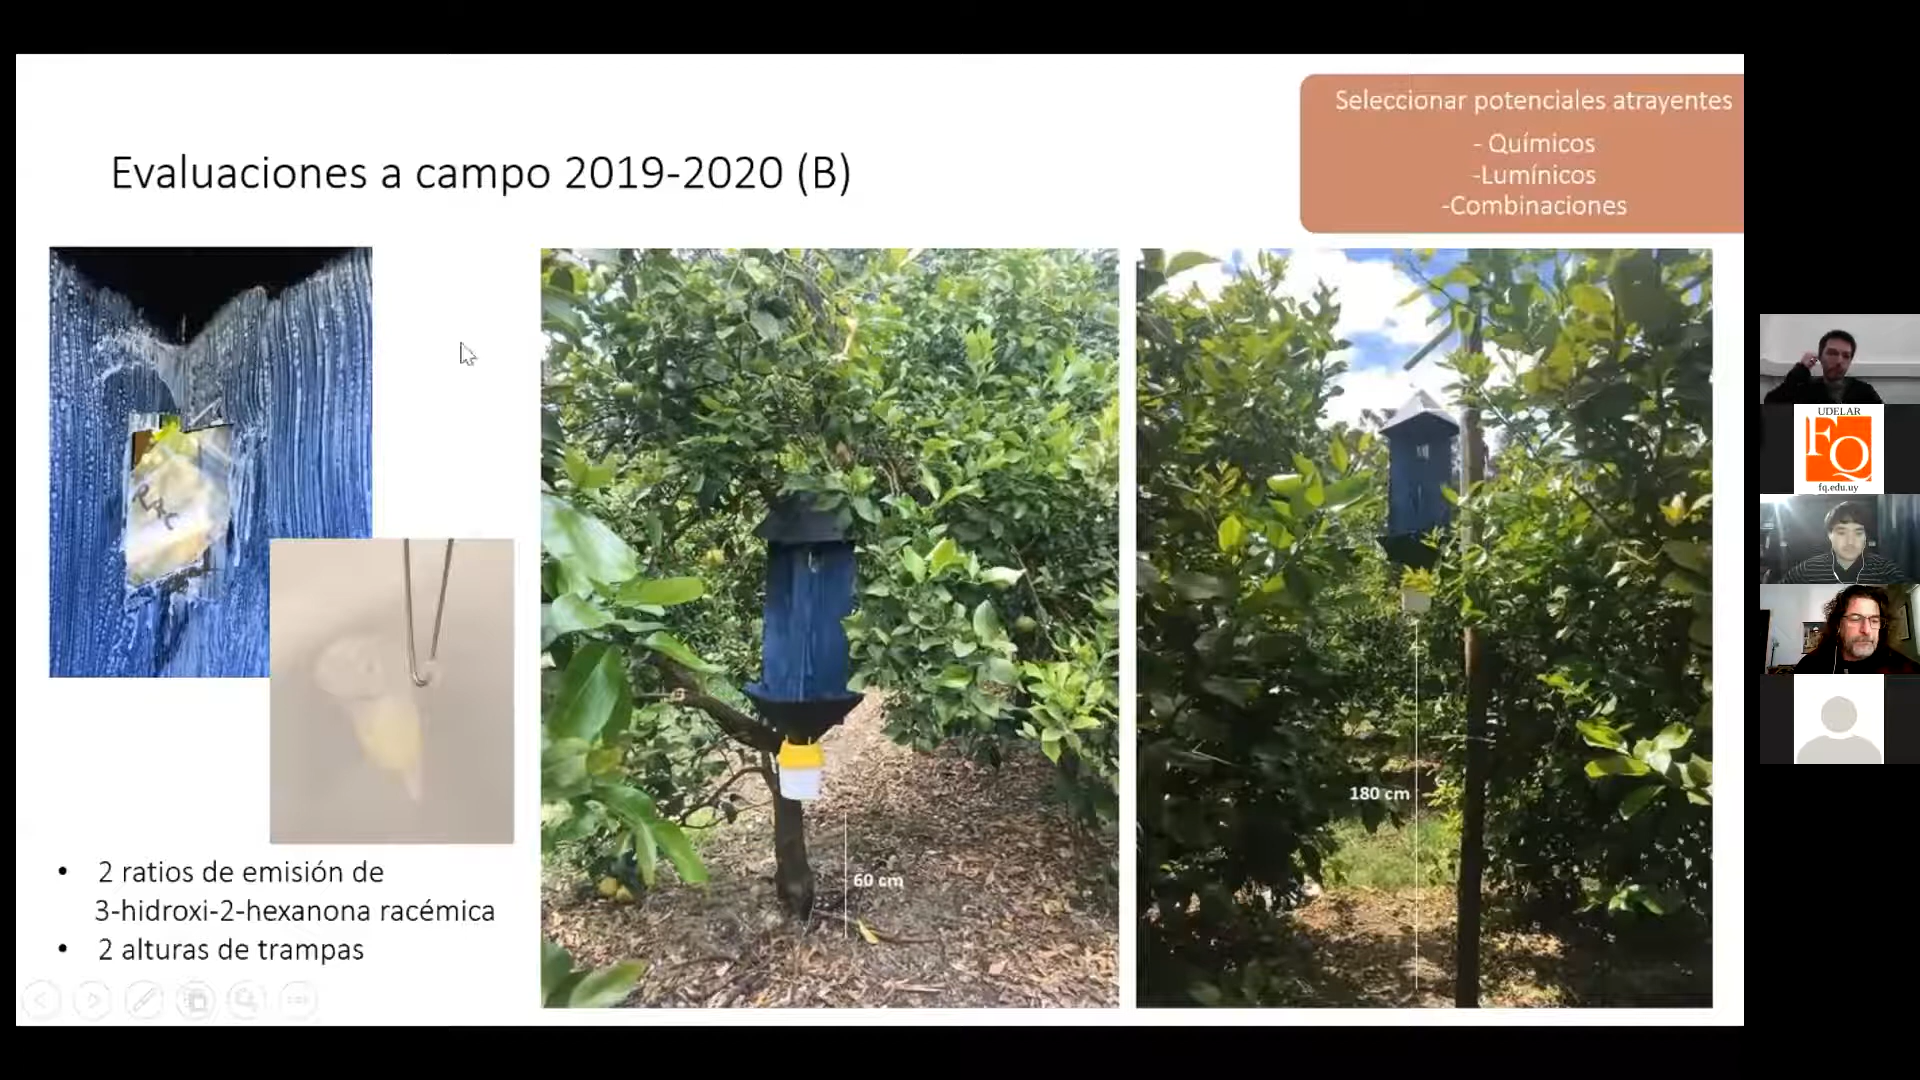 Seleccionar potenciales atrayentes
- Químicos
-Lumínicos
-Combinaciones
Evaluaciones a campo 2019-2020 (B)
60 cm
180 cm
• 2 ratios de emisión de
3-hidroxi-2-hexanona racémica
• 2 alturas de trampas
UDELAR
FQ
fq.edu.uy